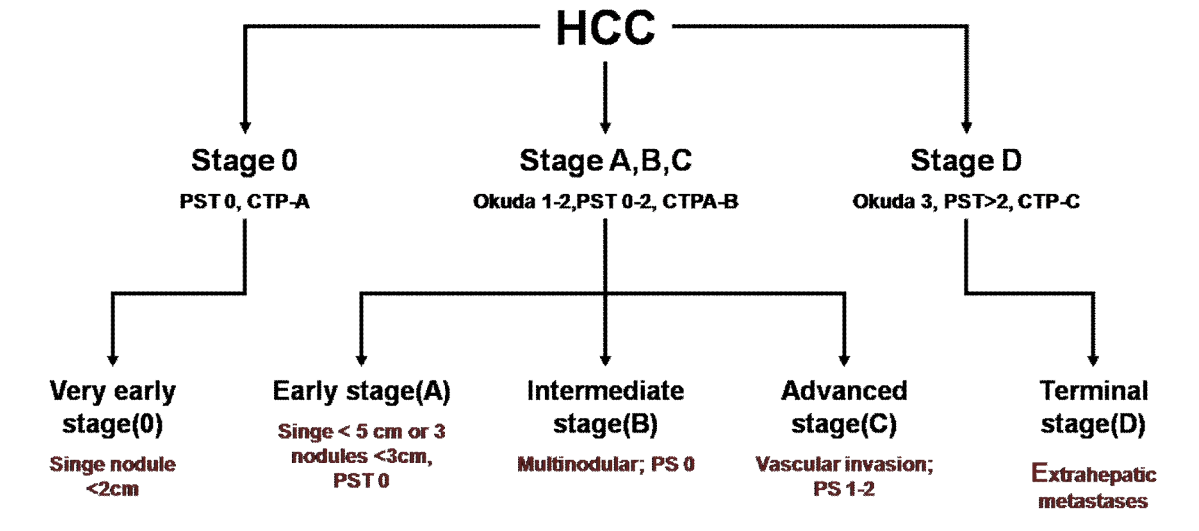 HCC
Stage 0
PST 0, CTP-A
Stage A,B,C
Okuda 1-2,PST 0-2, CTPA-B
Stage D
Okuda 3, PST>2, CTP-C
Very early
stage(0)
Singe nodule
<2cm
Early stage(A)
Singe < 5 cm or 3
nodules <3cm,
PST 0
Intermediate
stage(B)
Multinodular; PS 0
Advanced
stage(C)
Vascular invasion;
PS 1-2
Terminal
stage(D)
Extrahepatic
metastases